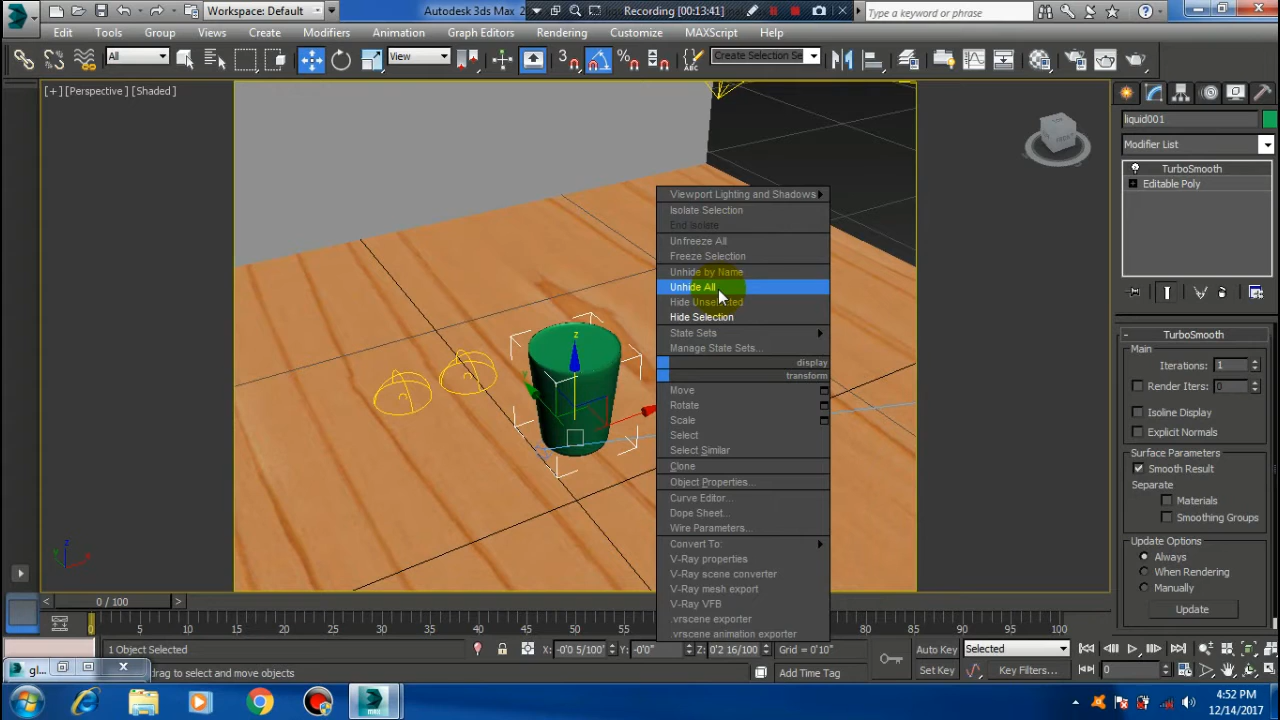 Workspace: Default
Autodesk 3ds Max 2
Recording [00:13:41]
Type a keyword or phrase
Edit Tools Group Views Create Modifiers Animation Graph Editors Rendering Customize MAXScript Help
All
View
3
Create Selection Se
[+] [Perspective] [Shaded]
liquid001
Modifier List
TurboSmooth
Editable Poly
Viewport Lighting and Shadows
Isolate Selection
End Isolate
Unfreeze All
Freeze Selection
Unhide by Name
Unhide All
Hide Unselected
Hide Selection
State Sets
Manage State Sets...
display
transform
Move
Rotate
Scale
Select
Select Similar
Clone
Object Properties...
Curve Editor...
Dope Sheet...
Wire Parameters...
Convert To:
V-Ray properties
V-Ray scene converter
V-Ray mesh export
V-Ray VFB
.vrscene exporter
.vrscene animation exporter
z
TurboSmooth
Main:
Iterations: 1
Render Iters: 0
Isoline Display
Explicit Normals
Surface Parameters
Smooth Result
Separate
Materials
Smoothing Groups
Update Options
Always
When Rendering
Manually
Update
0 / 100
0 5 10 15 20 25 30 35 40 45 50 55 65 70 75 80 85 90 95 100
1 Object Selected
X: -0'0 5/100' Y: -0'0" Z: 0'2 16/100 Grid = 0'10"
Auto Key Selected
gl...
drag to select and move objects
Add Time Tag
Set Key Key Filters... 0
4:52 PM
12/14/2017